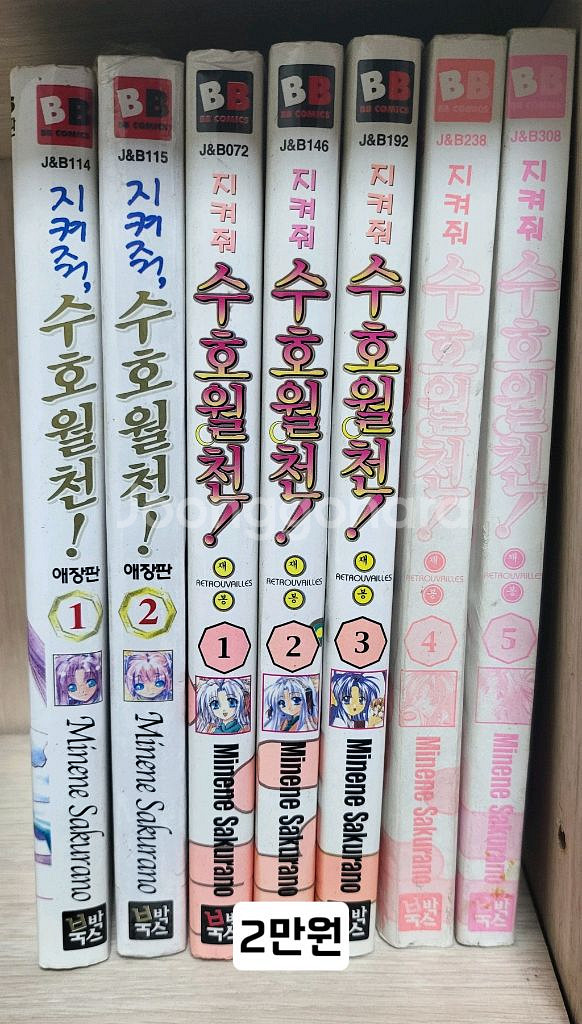 BB
BB COMICS
J&B114
지켜줘,
수호월천!
애장판
1
Minene Sakurano
북박스
BB
BB COMICS
J&B115
지켜줘,
수호월천!
애장판
2
Minene Sakurano
북박스
BB
BB COMICS
J&B072
지켜줘
수호월천!
재
RETROUVAILLES
봉
1
Minene Sakurano
북박스
BB
BB COMICS
J&B146
지켜줘
수호월천!
재
RETROUVAILLES
봉
2
Minene Sakurano
BB
BB COMICS
J&B192
지켜줘
수호월천!
재
RETROUVAILLES
봉
3
Minene Sakurano
북박스
BB
BB COMICS
J&B238
지켜줘
수호월천!
재
RETROUVAILLES
봉
4
Minene Sakurano
북박스
BB
BB COMICS
J&B308
지켜줘
수호월천!
재
RETROUVAILLES
봉
5
Minene Sakurano
북박스
2만원
Joonggonara